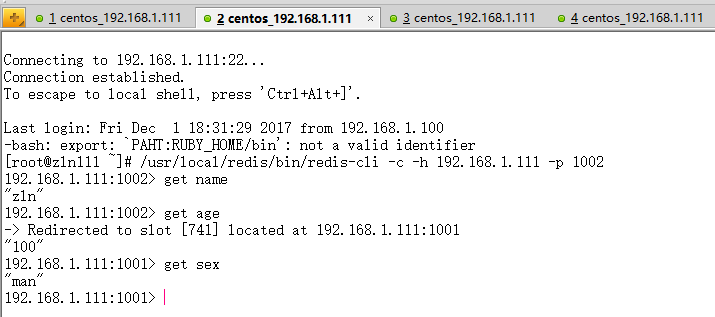 1 centos_192.168.1.111
2 centos_192.168.1.111
3 centos_192.168.1.111
4 centos_192.168.1.111
Connecting to 192.168.1.111:22...
Connection established.
To escape to local shell, press 'Ctrl+Alt+]'.
Last login: Fri Dec  1 18:31:29 2017 from 192.168.1.100
-bash: export: `PAHT:RUBY_HOME/bin': not a valid identifier
[root@zln111 ~]# /usr/local/redis/bin/redis-cli -c -h 192.168.1.111 -p 1002
192.168.1.111:1002> get name
"zln"
192.168.1.111:1002> get age
-> Redirected to slot [741] located at 192.168.1.111:1001
"100"
192.168.1.111:1001> get sex
"man"
192.168.1.111:1001>